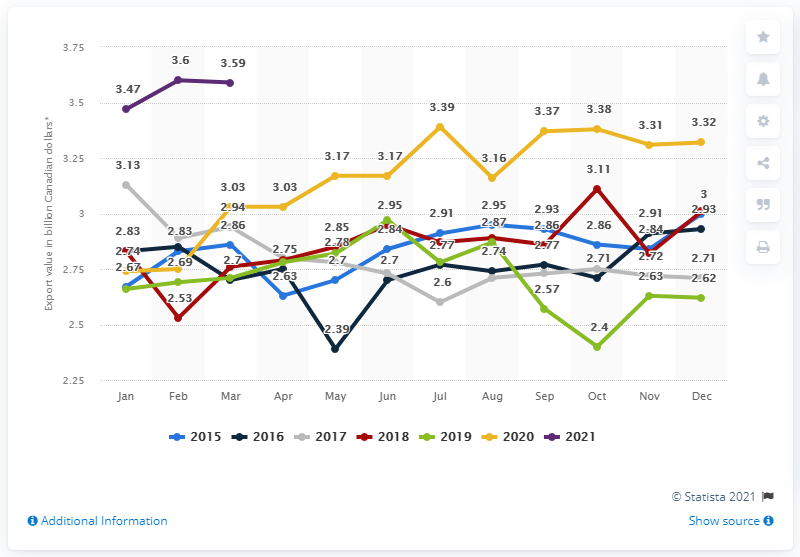 3.75
3.5
3.25
3
2.75
2.5
2.25
Export value in billion Canadian dollars*
3.47 3.6 3.59
3.39 3.37 3.38 3.31 3.32
3.17 3.17 3.16
3.13 3.03 3.03 3.11
2.94 2.95 2.91 2.95 2.93 2.91 3
2.83 2.83 2.86 2.85 2.84 2.87 2.86 2.86 2.84 2.93
2.74 2.75 2.78 2.77 2.74 2.77 2.71 2.72 2.71
2.67 2.69 2.7 2.63 2.7 2.6 2.57 2.63 2.62
2.53 2.39 2.4
Jan Feb Mar Apr May Jun Jul Aug Sep Oct Nov Dec
2015 2016 2017 2018 2019 2020 2021
© Statista 2021
Additional Information Show source